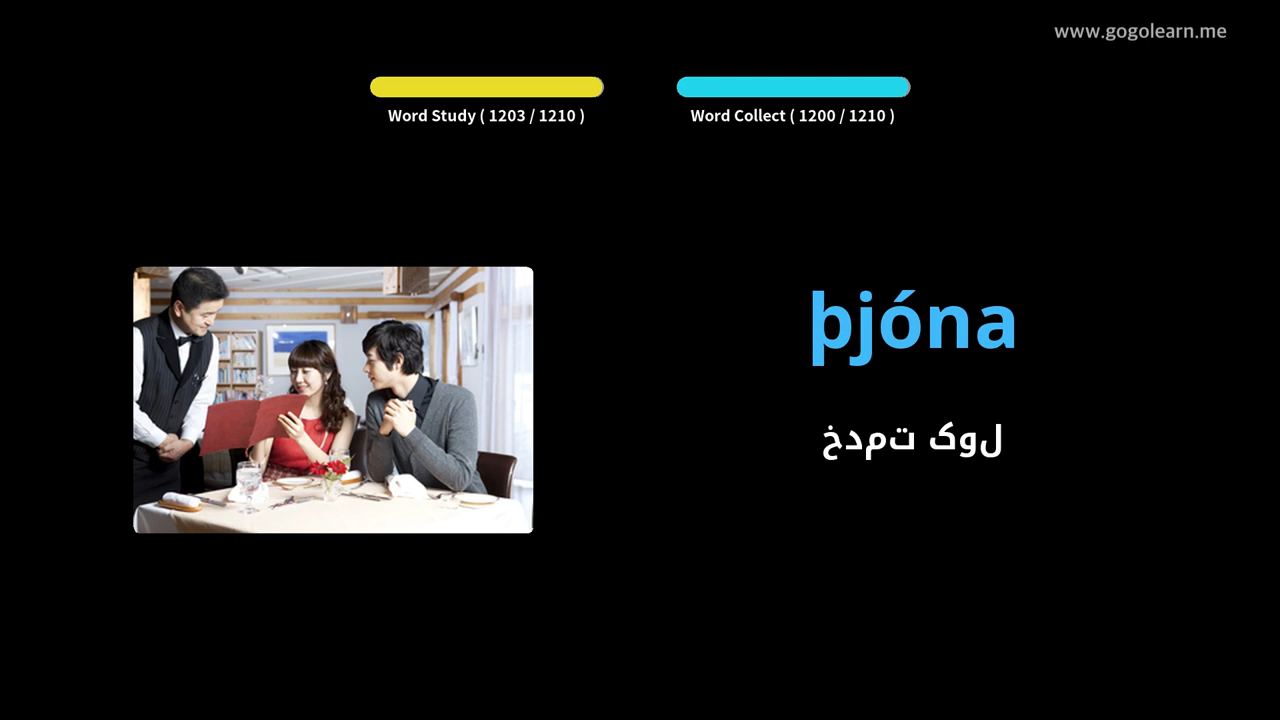 www.gogolearn.me
Word Study ( 1203 / 1210 )
Word Collect ( 1200 / 1210 )
þjóna
خدمت کول